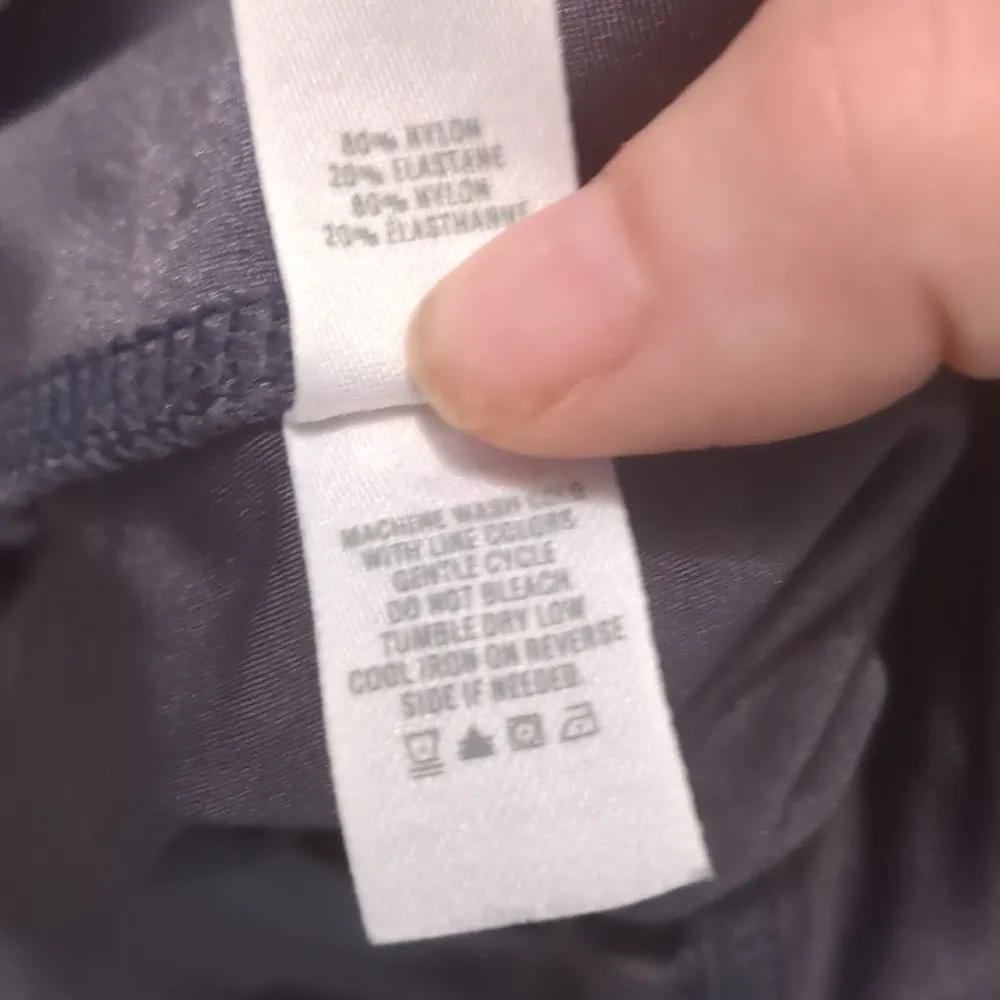 80% NYLON
20% ELASTANE
80% NYLON
20% ÉLASTHANNE
MACHINE WASH COLD
WITH LIKE COLORS
GENTLE CYCLE
DO NOT BLEACH
TUMBLE DRY LOW
COOL IRON ON REVERSE
SIDE IF NEEDED.